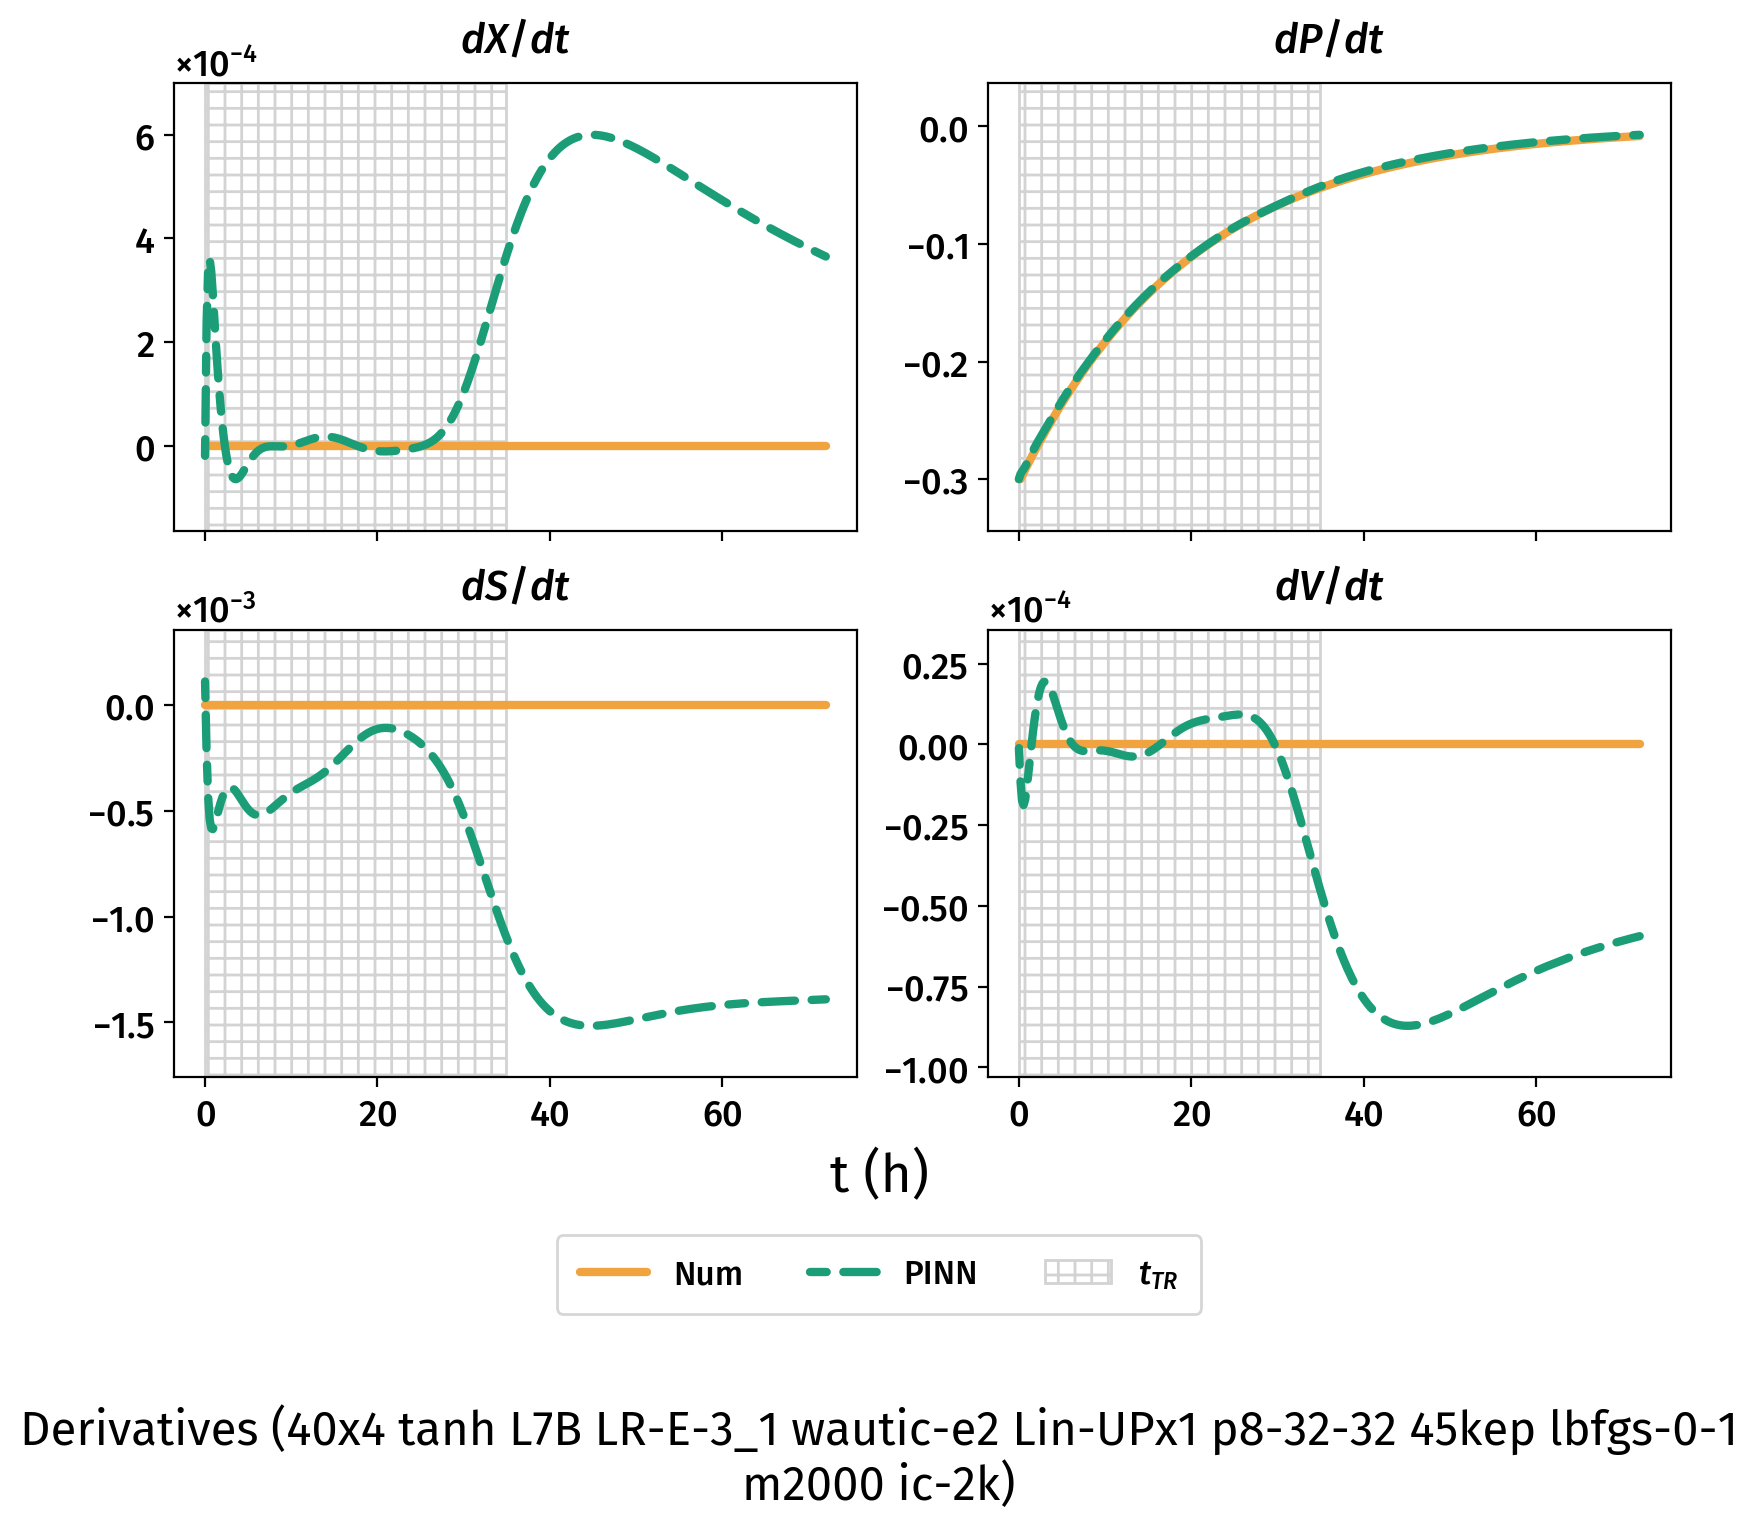 dX/dt
×10⁻⁴
6
4
2
0
dP/dt
0.0
−0.1
−0.2
−0.3
dS/dt
×10⁻³
0.0
−0.5
−1.0
−1.5
0 20 40 60
dV/dt
×10⁻⁴
0.25
0.00
−0.25
−0.50
−0.75
−1.00
0 20 40 60
t (h)
Num PINN t_TR
Derivatives (40x4 tanh L7B LR-E-3_1 wautic-e2 Lin-UPx1 p8-32-32 45kep lbfgs-0-1
m2000 ic-2k)